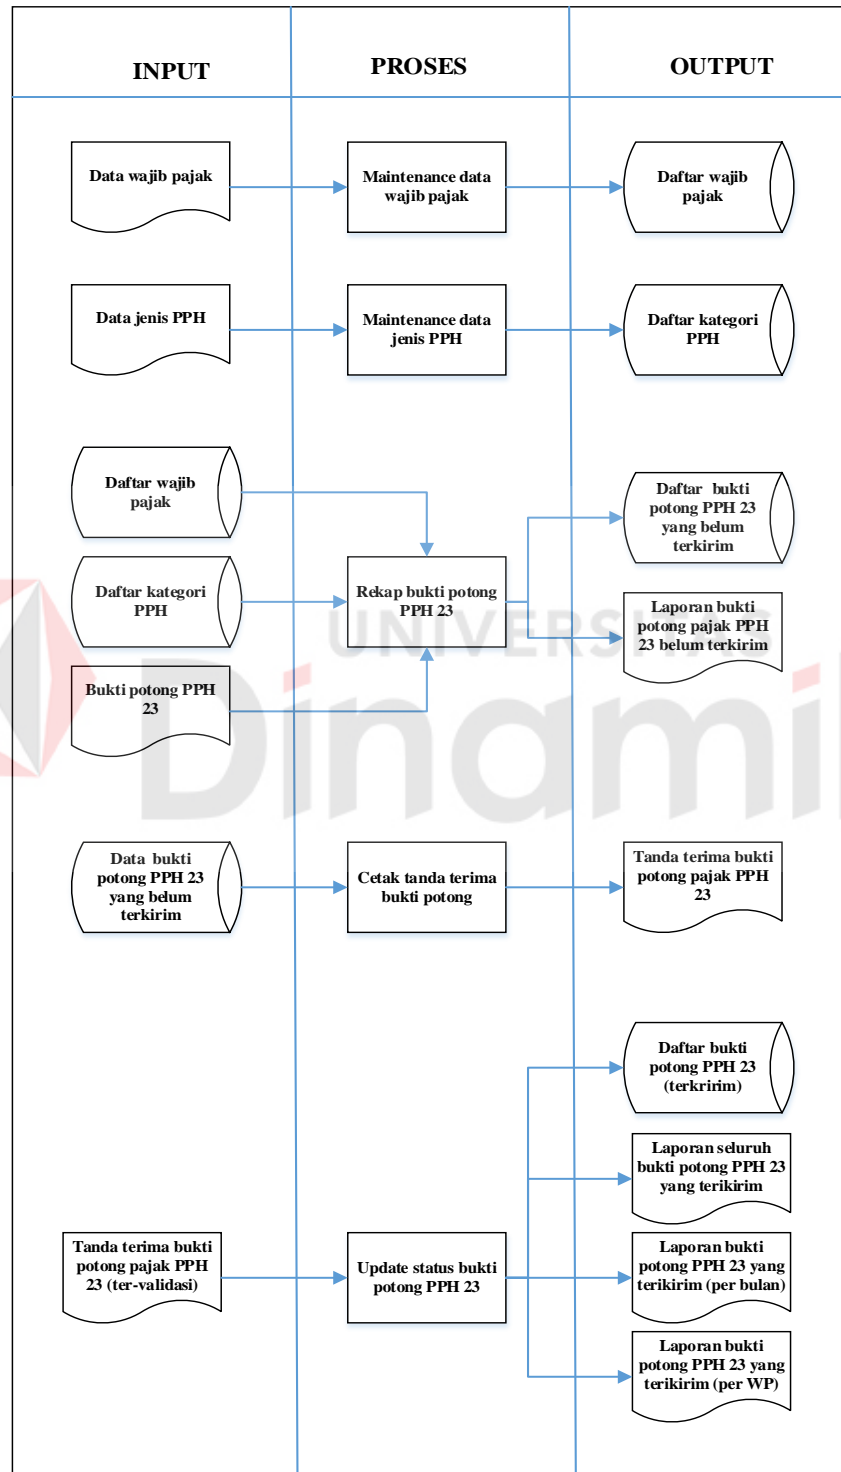 INPUT
PROSES
OUTPUT
Data wajib pajak
Maintenance data
wajib pajak
Daftar wajib
pajak
Data jenis PPH
Maintenance data
jenis PPH
Daftar kategori
PPH
Daftar wajib
pajak
Daftar kategori
PPH
Bukti potong PPH
23
Rekap bukti potong
PPH 23
Daftar bukti
potong PPH 23
yang belum
terkirim
Laporan bukti
potong pajak PPH
23 belum terkirim
UNIVERSITAS
Dinami
Data bukti
potong PPH 23
yang belum
terkirim
Cetak tanda terima
bukti potong
Tanda terima bukti
potong pajak PPH
23
Daftar bukti
potong PPH 23
(terkririm)
Laporan seluruh
bukti potong PPH 23
yang terikirim
Tanda terima bukti
potong pajak PPH
23 (ter-validasi)
Update status bukti
potong PPH 23
Laporan bukti
potong PPH 23 yang
terikirim (per bulan)
Laporan bukti
potong PPH 23 yang
terikirim (per WP)